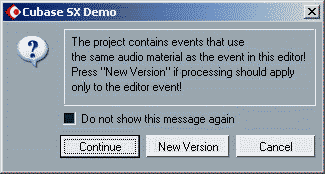 Cubase SX Demo
The project contains events that use
the same audio material as the event in this editor!
Press "New Version" if processing should apply
only to the editor event!
Do not show this message again
Continue
New Version
Cancel